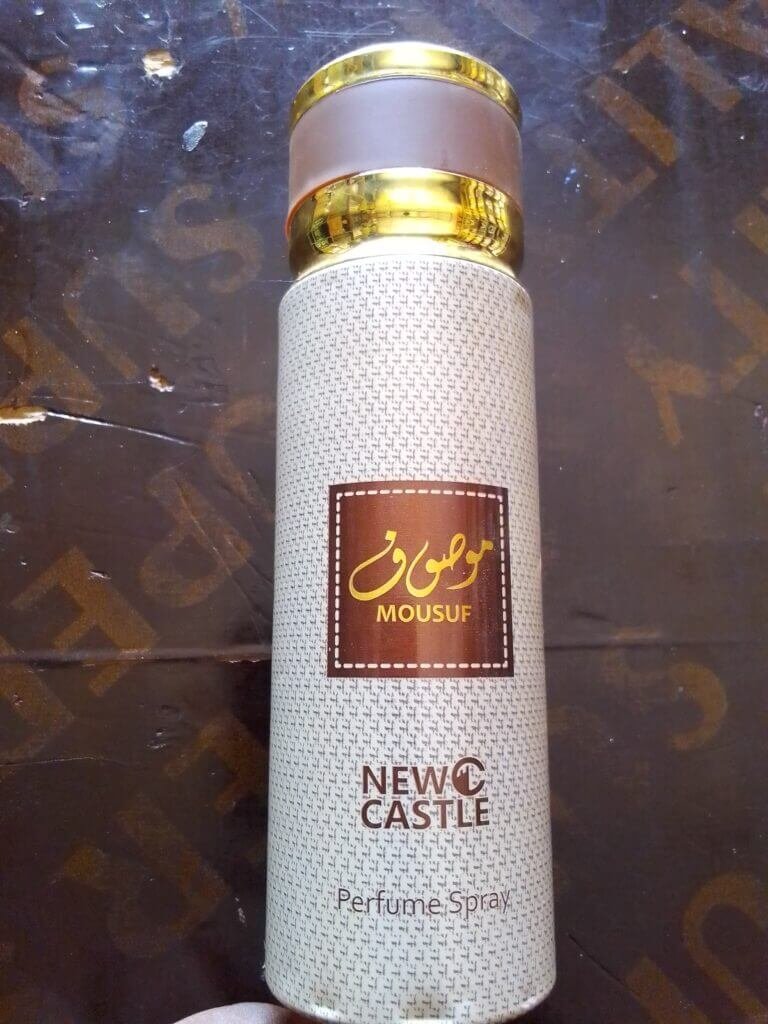 موصوف
MOUSUF
NEW
CASTLE
Perfume Spray